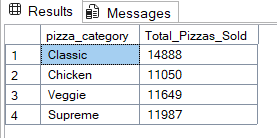 Results Messages
pizza_category Total_Pizzas_Sold
1 Classic 14888
2 Chicken 11050
3 Veggie 11649
4 Supreme 11987